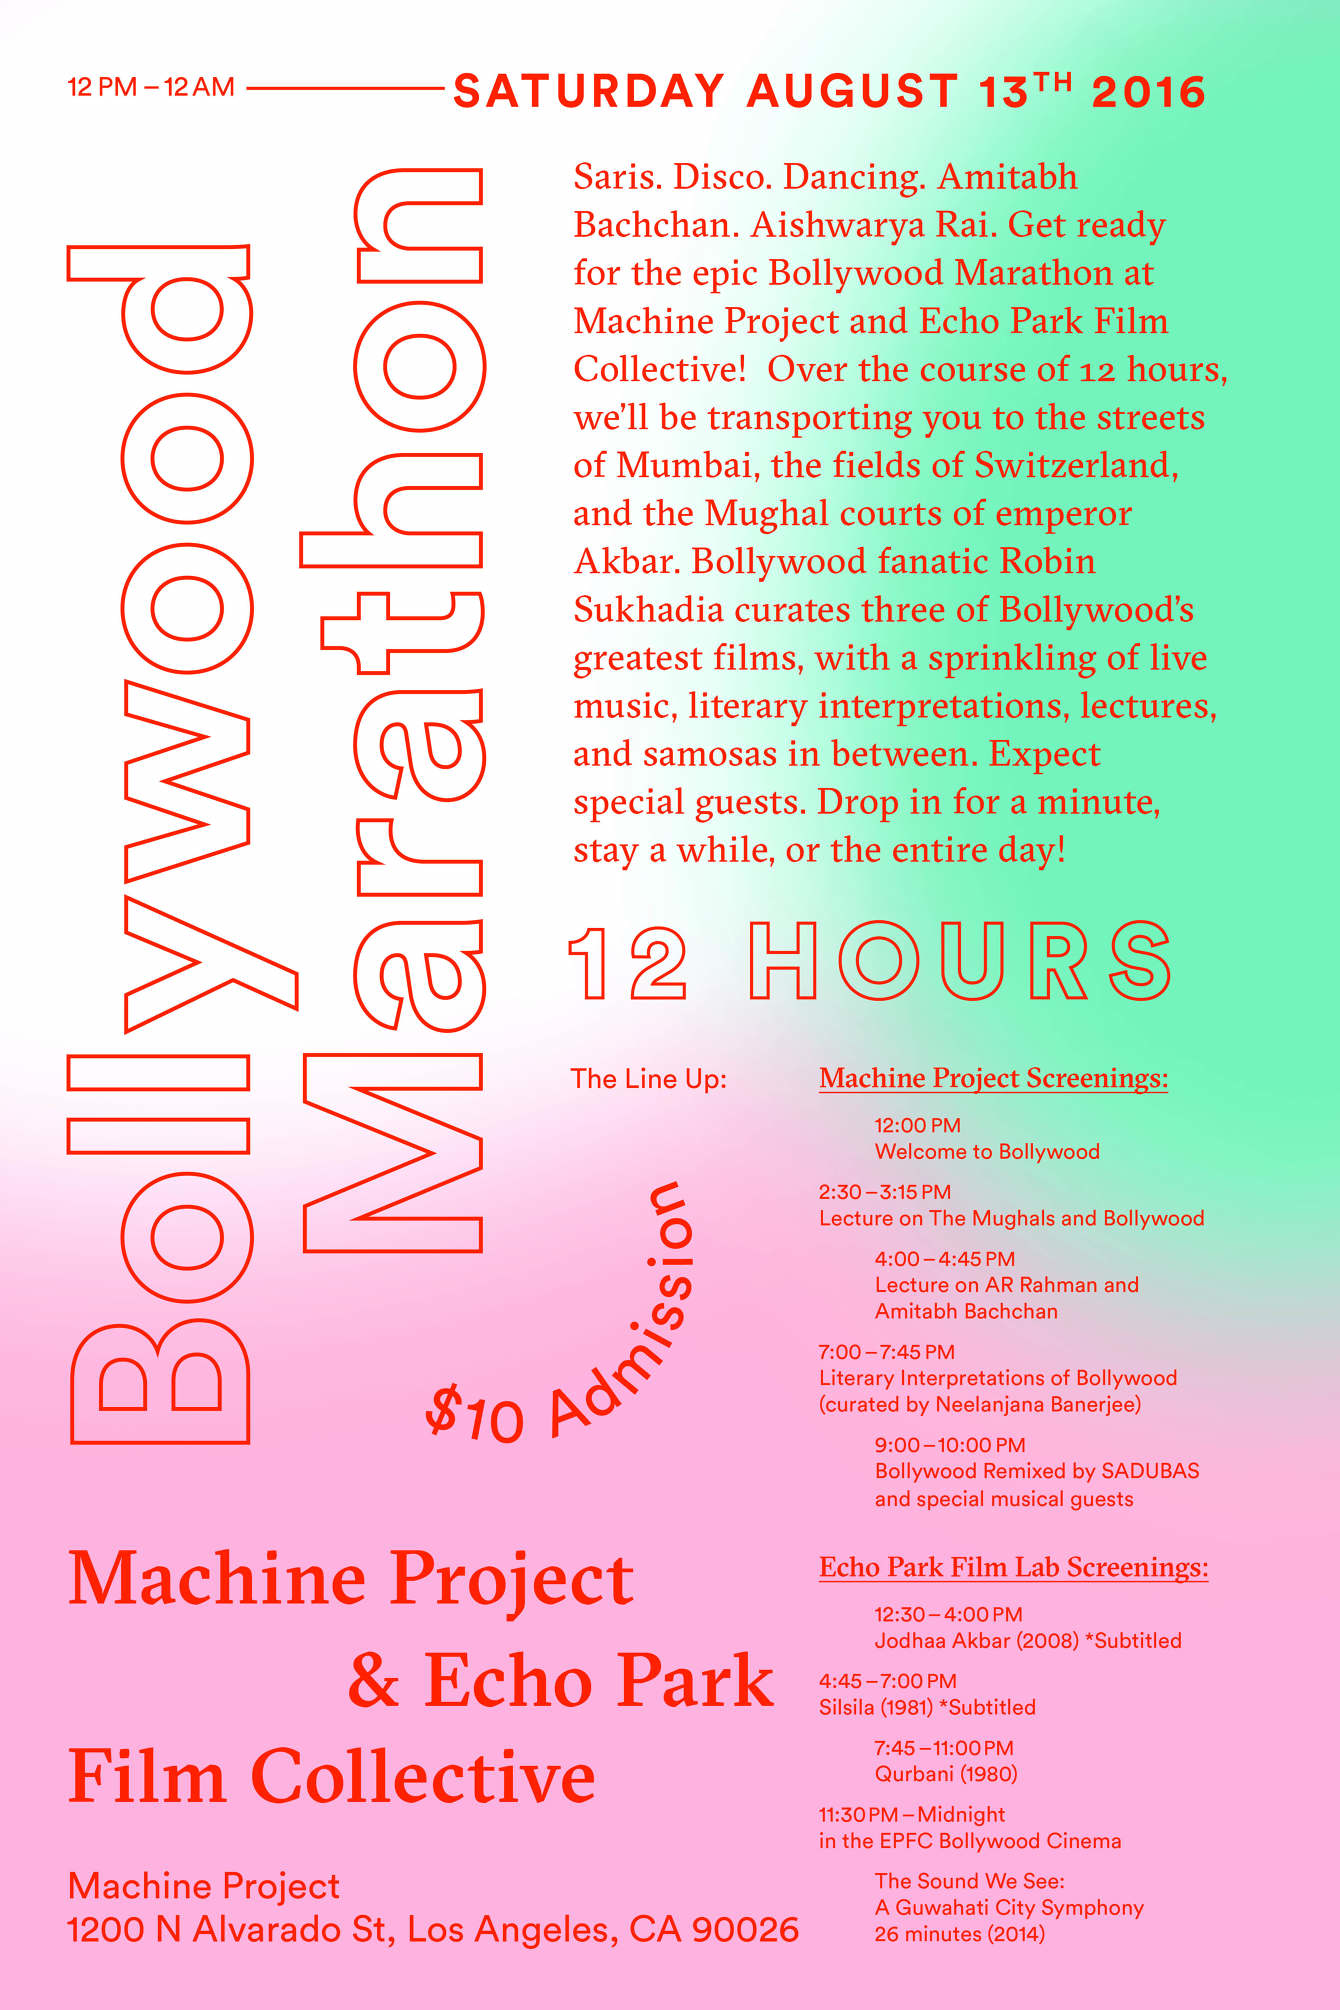 12 PM – 12 AM
SATURDAY AUGUST 13TH 2016
Bollywood
Marathon
Saris. Disco. Dancing. Amitabh
Bachchan. Aishwarya Rai. Get ready
for the epic Bollywood Marathon at
Machine Project and Echo Park Film
Collective!  Over the course of 12 hours,
we’ll be transporting you to the streets
of Mumbai, the fields of Switzerland,
and the Mughal courts of emperor
Akbar. Bollywood fanatic Robin
Sukhadia curates three of Bollywood’s
greatest films, with a sprinkling of live
music, literary interpretations, lectures,
and samosas in between. Expect
special guests. Drop in for a minute,
stay a while, or the entire day!
12 HOURS
The Line Up:
Machine Project Screenings:
12:00 PM
Welcome to Bollywood
2:30 – 3:15 PM
Lecture on The Mughals and Bollywood
4:00 – 4:45 PM
Lecture on AR Rahman and
Amitabh Bachchan
7:00 – 7:45 PM
Literary Interpretations of Bollywood
(curated by Neelanjana Banerjee)
9:00 – 10:00 PM
Bollywood Remixed by SADUBAS
and special musical guests
Echo Park Film Lab Screenings:
12:30 – 4:00 PM
Jodhaa Akbar (2008) *Subtitled
4:45 – 7:00 PM
Silsila (1981) *Subtitled
7:45 – 11:00 PM
Qurbani (1980)
11:30 PM – Midnight
in the EPFC Bollywood Cinema
The Sound We See:
A Guwahati City Symphony
26 minutes (2014)
$10 Admission
Machine Project
& Echo Park
Film Collective
Machine Project
1200 N Alvarado St, Los Angeles, CA 90026